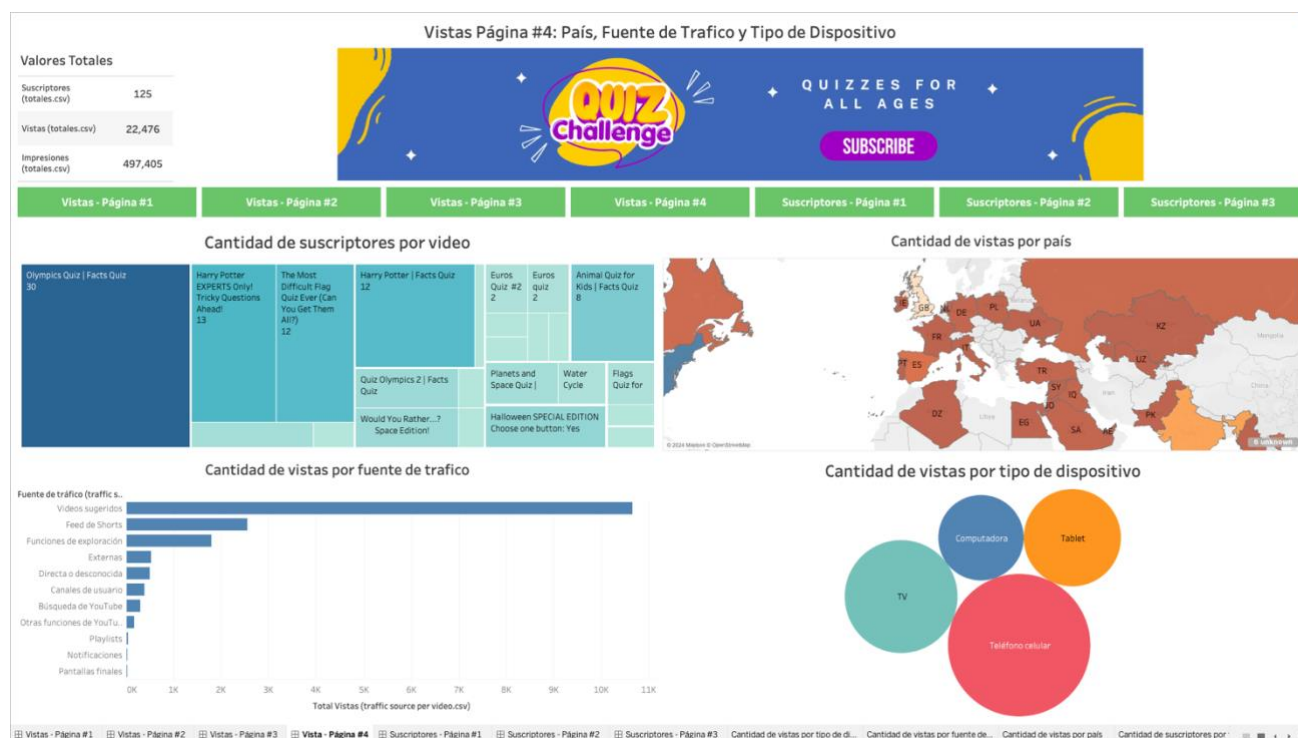 Vistas Página #4: País, Fuente de Trafico y Tipo de Dispositivo
Valores Totales
Suscriptores
(totales.csv)
125
Vistas (totales.csv)
22,476
Impresiones
(totales.csv)
497,405
QUIZ
Challenge
QUIZZES FOR
ALL AGES
SUBSCRIBE
Vistas - Página #1
Vistas - Página #2
Vistas - Página #3
Vistas - Página #4
Suscriptores - Página #1
Suscriptores - Página #2
Suscriptores - Página #3
Cantidad de suscriptores por video
Olympics Quiz | Facts Quiz
30
Harry Potter
EXPERTS Only!
Tricky Questions
Ahead!
13
The Most
Difficult Flag
Quiz Ever (Can
You Get Them
All?)
12
Harry Potter | Facts Quiz
12
Quiz Olympics 2 | Facts
Quiz
Would You Rather...?
Space Edition!
Euros
Quiz #2
2
Euros
quiz
2
Animal Quiz for
Kids | Facts Quiz
8
Planets and
Space Quiz |
Water
Cycle
Flags
Quiz for
Halloween SPECIAL EDITION
Choose one button: Yes
Cantidad de vistas por país
IE
GB
DE
PL
UA
FR
IT
PT
ES
KZ
UZ
TR
SY
IQ
JO
DZ
Libya
EG
SA
AE
Iran
PK
Mongolia
China
© 2024 Mapbox © OpenStreetMap
8 unknown
Cantidad de vistas por fuente de trafico
Fuente de tráfico (traffic s..
Videos sugeridos
Feed de Shorts
Funciones de exploración
Externas
Directa o desconocida
Canales de usuario
Búsqueda de YouTube
Otras funciones de YouTu..
Playlists
Notificaciones
Pantallas finales
0K 1K 2K 3K 4K 5K 6K 7K 8K 9K 10K 11K
Total Vistas (traffic source per video.csv)
Cantidad de vistas por tipo de dispositivo
Computadora
Tablet
TV
Teléfono celular
Vistas - Página #1
Vistas - Página #2
Vistas - Página #3
Vista - Página #4
Suscriptores - Página #1
Suscriptores - Página #2
Suscriptores - Página #3
Cantidad de vistas por tipo de di...
Cantidad de vistas por fuente de...
Cantidad de vistas por país
Cantidad de suscriptores por